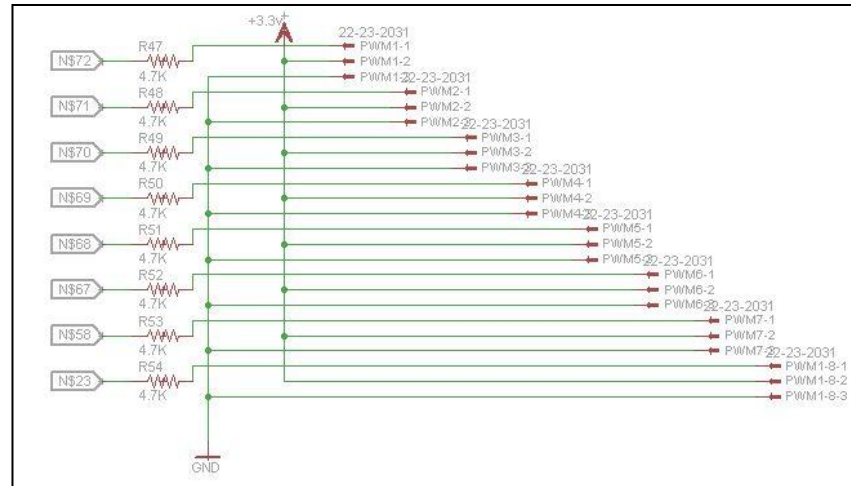 +3.3v
22-23-2031
R47
PWM1-1
N$72
PWM1-2
4.7K
PWM1-3
22-23-2031
R48
PWM2-1
N$71
PWM2-2
4.7K
PWM2-3
22-23-2031
R49
PWM3-1
N$70
PWM3-2
4.7K
PWM3-3
22-23-2031
R50
PWM4-1
N$69
PWM4-2
4.7K
PWM4-3
22-23-2031
R51
PWM5-1
N$68
PWM5-2
4.7K
PWM5-3
22-23-2031
R52
PWM6-1
N$67
PWM6-2
4.7K
PWM6-3
22-23-2031
R53
PWM7-1
N$58
PWM7-2
4.7K
PWM7-3
22-23-2031
R54
PWM1-8-1
N$23
PWM1-8-2
4.7K
PWM1-8-3
GND